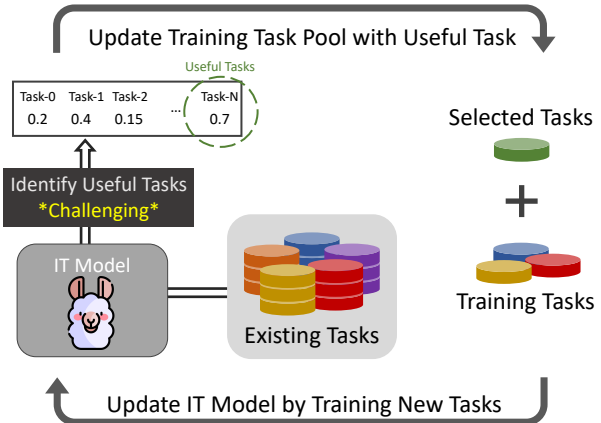 Update Training Task Pool with Useful Task
Useful Tasks
Task-0 Task-1 Task-2 ... Task-N
0.2 0.4 0.15 0.7
Selected Tasks
Identify Useful Tasks
*Challenging*
+
IT Model
Existing Tasks
Training Tasks
Update IT Model by Training New Tasks